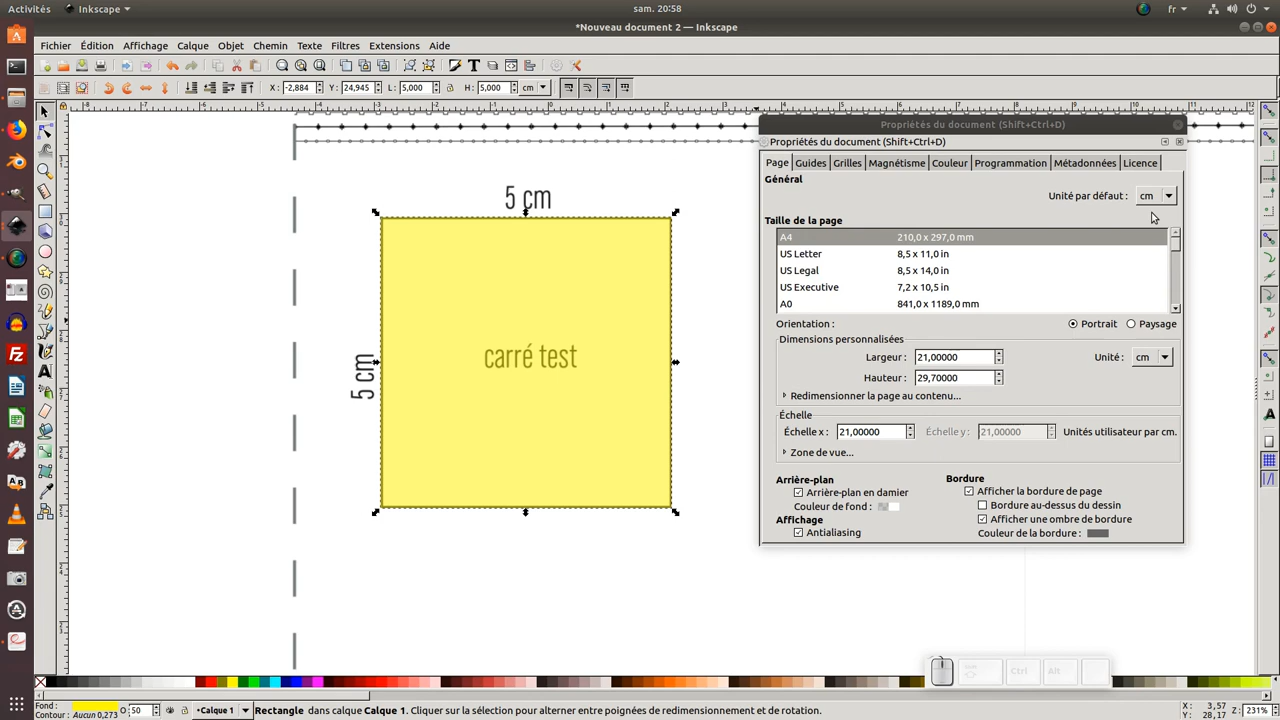 Activités
Inkscape
sam. 20:58
fr
*Nouveau document 2 — Inkscape
Fichier Édition Affichage Calque Objet Chemin Texte Filtres Extensions Aide
X : -2,884 Y : 24,945 L : 5,000 H : 5,000 cm
Propriétés du document (Shift+Ctrl+D)
Propriétés du document (Shift+Ctrl+D)
Page Guides Grilles Magnétisme Couleur Programmation Métadonnées Licence
Général
Unité par défaut : cm
Taille de la page
A4 210,0 x 297,0 mm
US Letter 8,5 x 11,0 in
US Legal 8,5 x 14,0 in
US Executive 7,2 x 10,5 in
A0 841,0 x 1189,0 mm
Orientation : Portrait Paysage
Dimensions personnalisées
Largeur : 21,00000 Unité : cm
Hauteur : 29,70000
Redimensionner la page au contenu...
Échelle
Échelle x : 21,00000 Échelle y : 21,00000 Unités utilisateur par cm.
Zone de vue...
Arrière-plan
Arrière-plan en damier
Couleur de fond :
Affichage
Antialiasing
Bordure
Afficher la bordure de page
Bordure au-dessus du dessin
Afficher une ombre de bordure
Couleur de la bordure :
5 cm
5 cm
carré test
Ctrl Alt
Fond :
Contour : Aucun 0,273
O: 50
•Calque 1
Rectangle dans calque Calque 1. Cliquer sur la sélection pour alterner entre poignées de redimensionnement et de rotation.
X : 3,57
Y : 28,17
Z : 231%